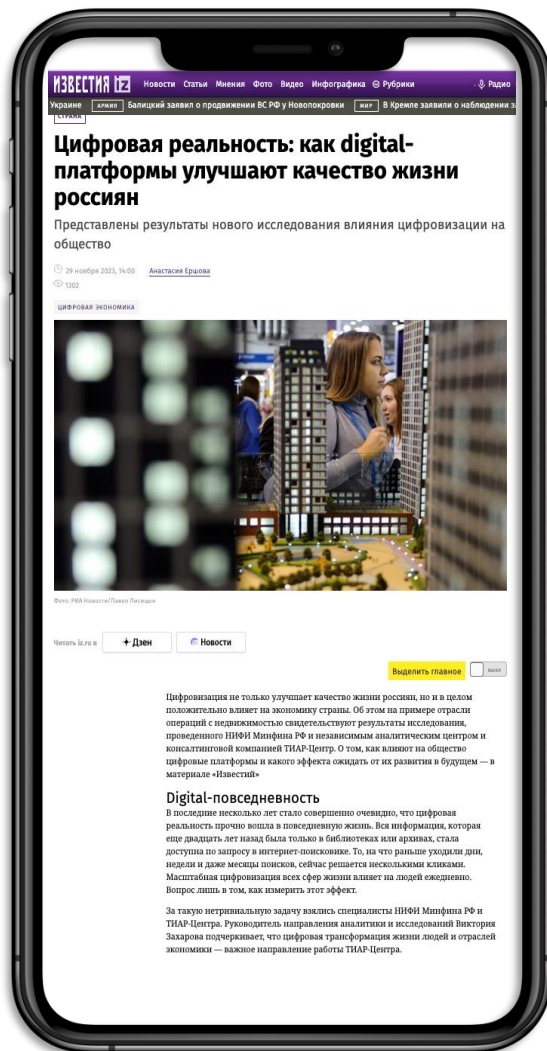 ИЗВЕСТИЯ iz
Новости Статьи Мнения Фото Видео Инфографика Рубрики Радио
Украине АРМИЯ Балицкий заявил о продвижении ВС РФ у Новопокровки МИР В Кремле заявили о наблюдении за
СТРАНА
Цифровая реальность: как digital-
платформы улучшают качество жизни
россиян
Представлены результаты нового исследования влияния цифровизации на
общество
29 ноября 2023, 14:00 Анастасия Ершова
1302
ЦИФРОВАЯ ЭКОНОМИКА
Фото: РИА Новости/Павел Лисицын
Читать iz.ru в Дзен Новости
Выделить главное выкл
Цифровизация не только улучшает качество жизни россиян, но и в целом
положительно влияет на экономику страны. Об этом на примере отрасли
операций с недвижимостью свидетельствуют результаты исследования,
проведенного НИФИ Минфина РФ и независимым аналитическим центром и
консалтинговой компанией ТИАР-Центр. О том, как влияют на общество
цифровые платформы и какого эффекта ожидать от их развития в будущем — в
материале «Известий»
Digital-повседневность
В последние несколько лет стало совершенно очевидно, что цифровая
реальность прочно вошла в повседневную жизнь. Вся информация, которая
еще двадцать лет назад была только в библиотеках или архивах, стала
доступна по запросу в интернет-поисковике. То, на что раньше уходили дни,
недели и даже месяцы поисков, сейчас решается несколькими кликами.
Масштабная цифровизация всех сфер жизни влияет на людей ежедневно.
Вопрос лишь в том, как измерить этот эффект.
За такую нетривиальную задачу взялись специалисты НИФИ Минфина РФ и
ТИАР-Центра. Руководитель направления аналитики и исследований Виктория
Захарова подчеркивает, что цифровая трансформация жизни людей и отраслей
экономики — важное направление работы ТИАР-Центра.